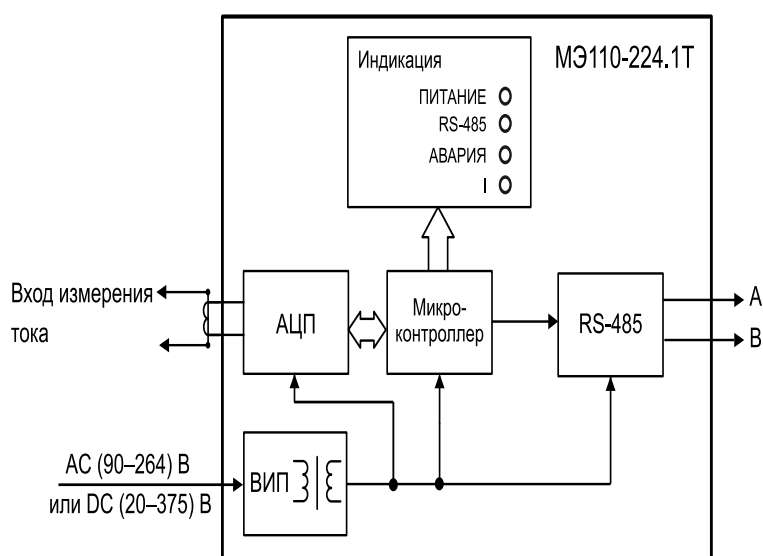 МЭ110-224.1Т
Индикация
ПИТАНИЕ
RS-485
АВАРИЯ
I
Вход измерения
тока
АЦП
Микро-
контроллер
RS-485
A
B
AC (90–264) В
или DC (20–375) В
ВИП